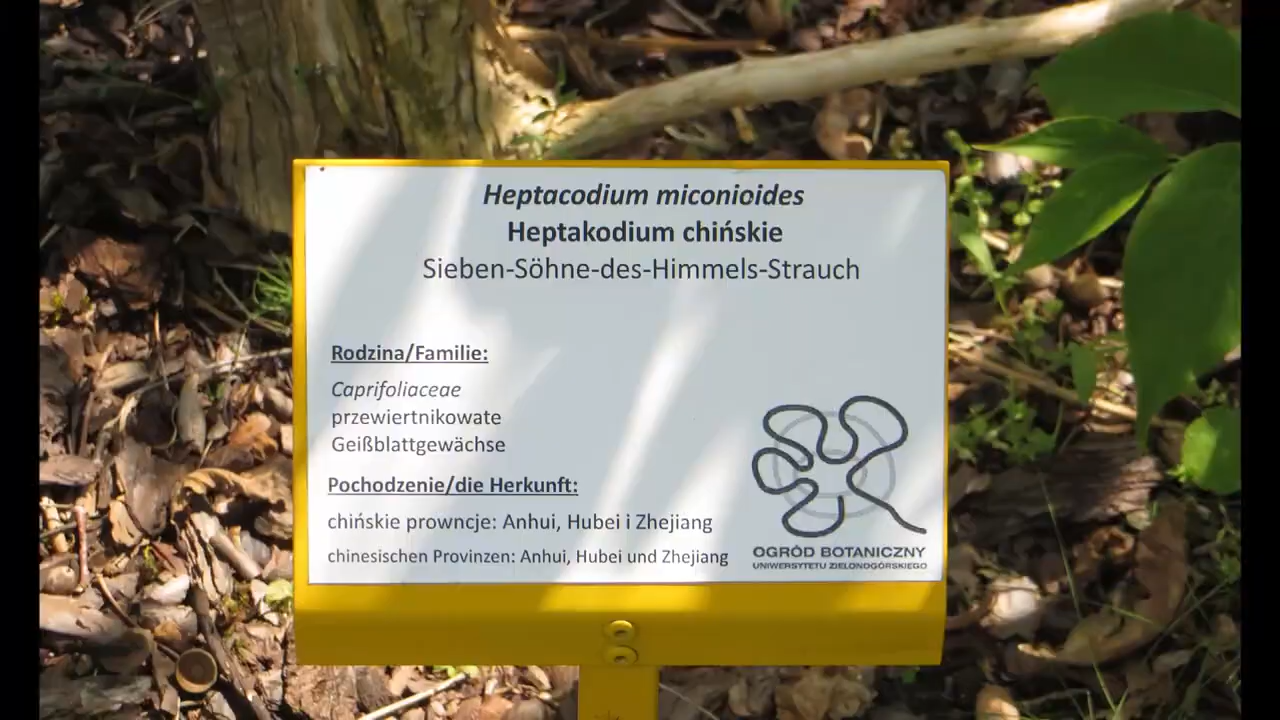 Heptacodium miconioides
Heptakodium chińskie
Sieben-Söhne-des-Himmels-Strauch
Rodzina/Familie:
Caprifoliaceae
przewiertnikowate
Geißblattgewächse
Pochodzenie/die Herkunft:
chińskie prowncje: Anhui, Hubei i Zhejiang
chinesischen Provinzen: Anhui, Hubei und Zhejiang
OGRÓD BOTANICZNY
UNIWERSYTETU ZIELONOGÓRSKIEGO